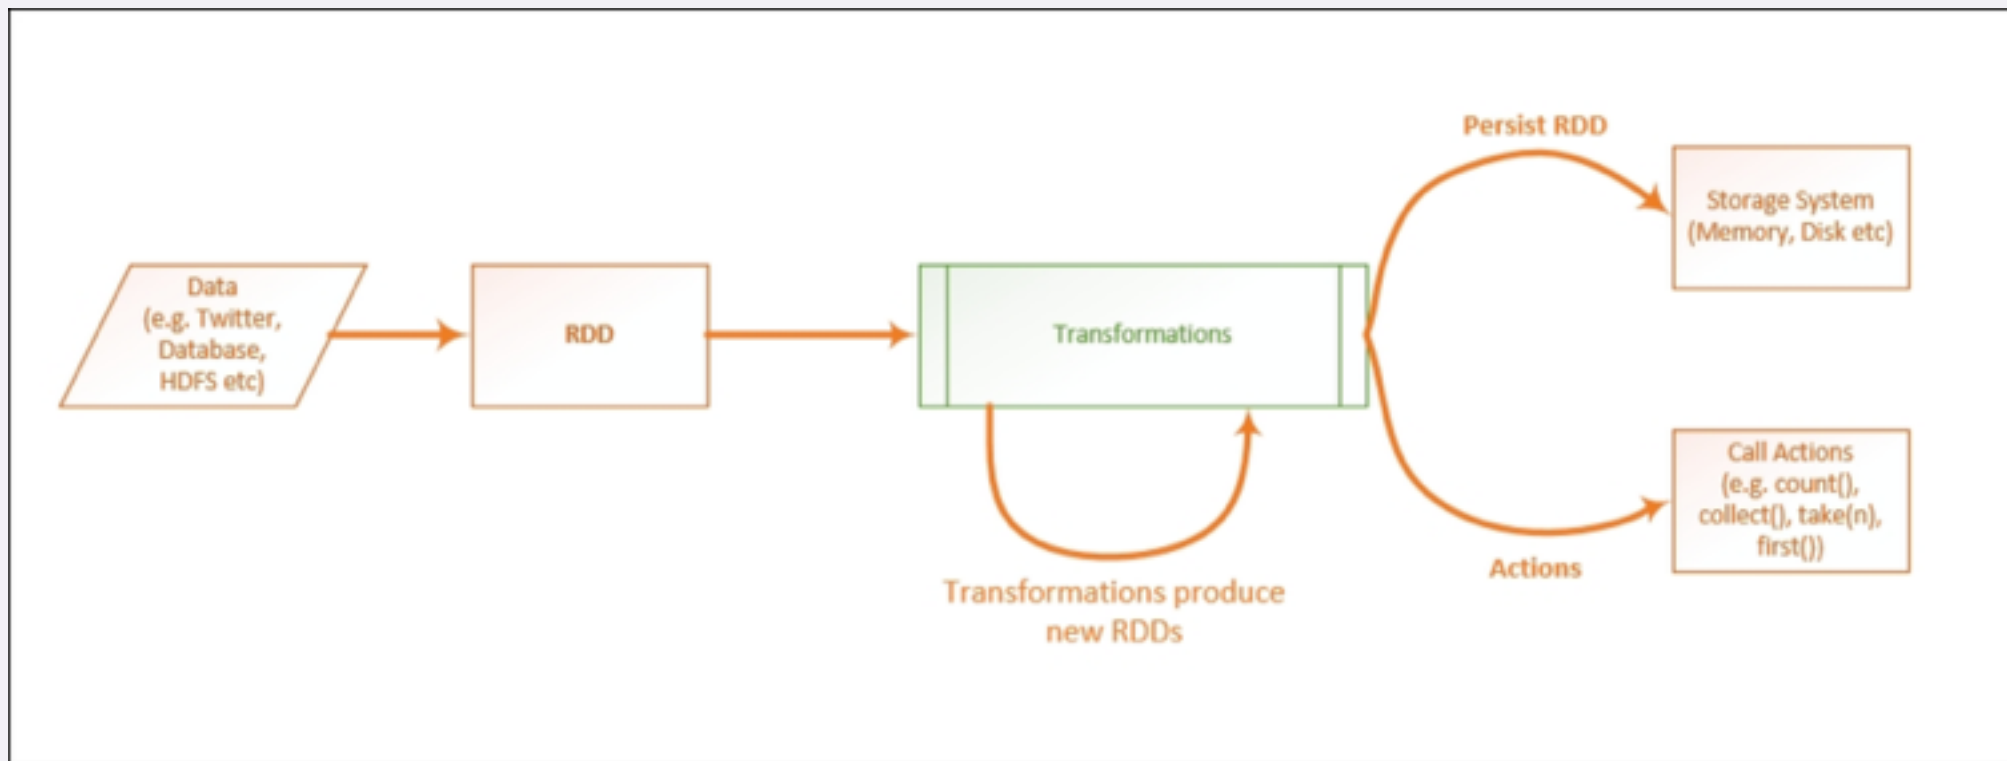 Data
(e.g. Twitter,
Database,
HDFS etc)
RDD
Transformations
Transformations produce
new RDDs
Persist RDD
Storage System
(Memory, Disk etc)
Actions
Call Actions
(e.g. count(),
collect(), take(n),
first())